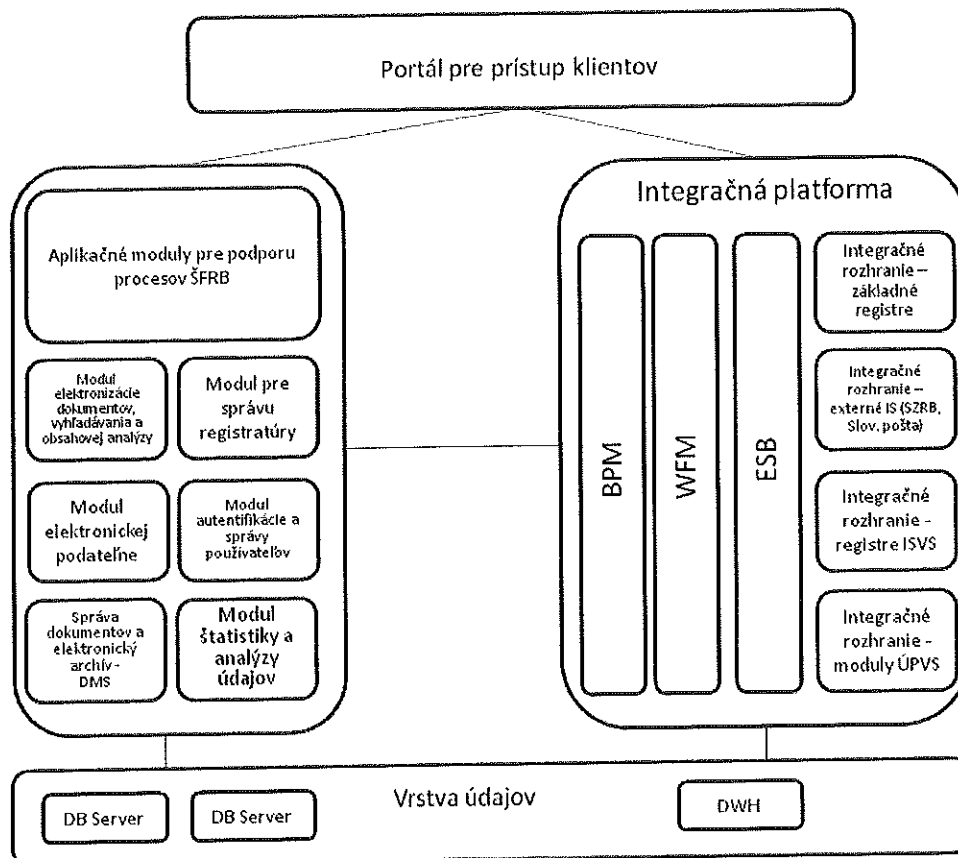 Portál pre prístup klientov
Aplikačné moduly pre podporu
procesov ŠFRB
Modul
elektronizácie
dokumentov,
vyhľadávania a
obsahovej analýzy
Modul pre
správu
registratúry
Modul
elektronickej
podateľne
Modul
autentifikácie a
správy
používateľov
Správa
dokumentov a
elektronický
archív -
DMS
Modul
štatistiky a
analýzy
údajov
Integračná platforma
BPM
WFM
ESB
Integračné
rozhranie –
základné
registre
Integračné
rozhranie –
externé IS (SZRB,
Slov. pošta)
Integračné
rozhranie -
registre ISVS
Integračné
rozhranie -
moduly ÚPVS
Vrstva údajov
DB Server
DB Server
DWH